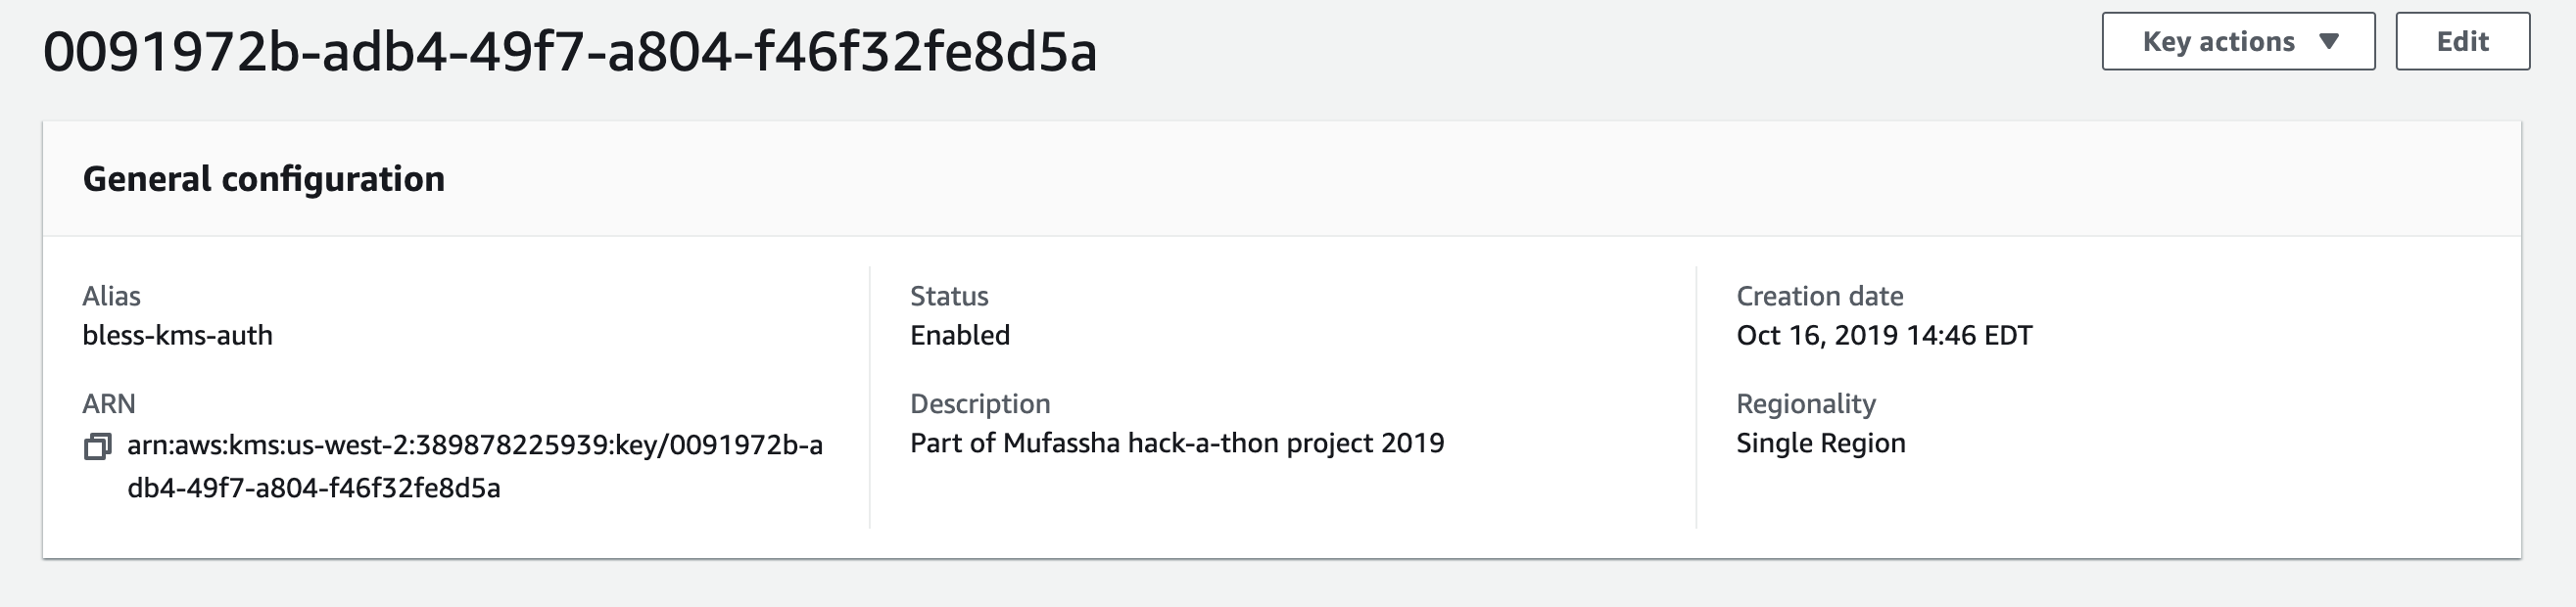 0091972b-adb4-49f7-a804-f46f32fe8d5a
Key actions
Edit
General configuration
Alias
bless-kms-auth
ARN
arn:aws:kms:us-west-2:389878225939:key/0091972b-a
db4-49f7-a804-f46f32fe8d5a
Status
Enabled
Description
Part of Mufassha hack-a-thon project 2019
Creation date
Oct 16, 2019 14:46 EDT
Regionality
Single Region